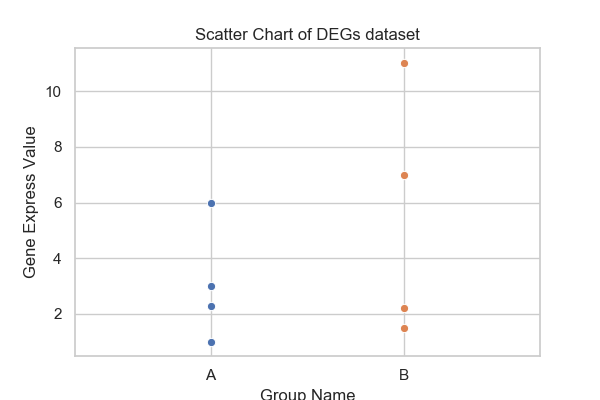 Scatter Chart of DEGs dataset
Gene Express Value
10
8
6
4
2
A B
Group Name